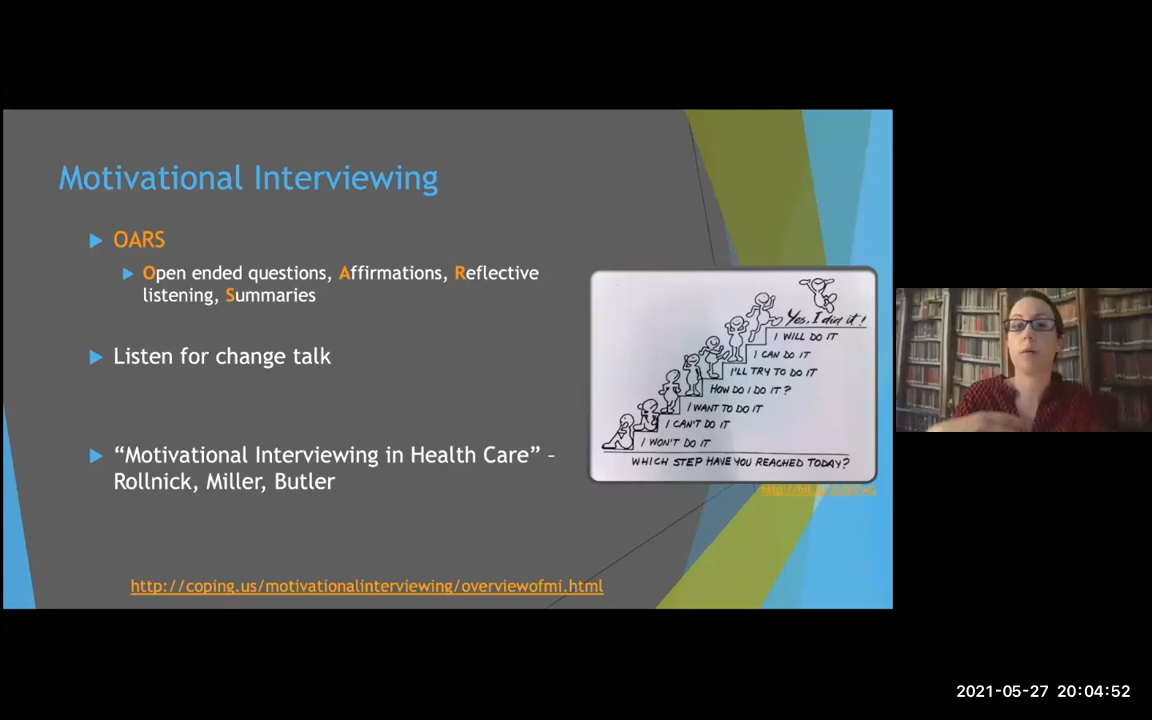 Motivational Interviewing
OARS
Open ended questions, Affirmations, Reflective
listening, Summaries
Listen for change talk
“Motivational Interviewing in Health Care” –
Rollnick, Miller, Butler
http://coping.us/motivationalinterviewing/overviewofmi.html
Yes, I did it!
I WILL DO IT
I CAN DO IT
I'LL TRY TO DO IT
HOW DO I DO IT?
I WANT TO DO IT
I CAN'T DO IT
I WON'T DO IT
WHICH STEP HAVE YOU REACHED TODAY?
2021-05-27 20:04:52